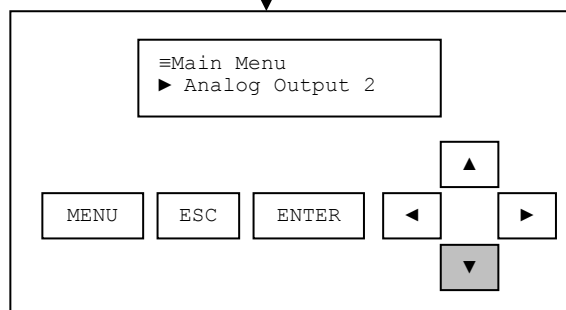 ≡Main Menu
► Analog Output 2
▲
MENU ESC ENTER ◄ ►
▼